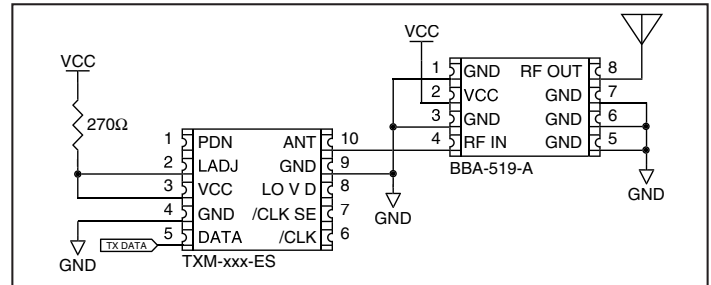 VCC
270Ω
1 PDN ANT 10
2 LADJ GND 9
3 VCC LO V D 8
4 GND /CLK SE 7
5 DATA /CLK 6
TX DATA
GND
TXM-xxx-ES
VCC
1 GND RF OUT 8
2 VCC GND 7
3 GND GND 6
4 RF IN GND 5
BBA-519-A
GND
GND